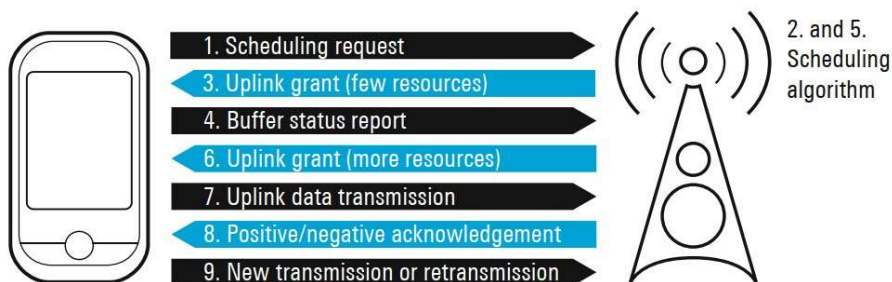 1. Scheduling request
3. Uplink grant (few resources)
4. Buffer status report
6. Uplink grant (more resources)
7. Uplink data transmission
8. Positive/negative acknowledgement
9. New transmission or retransmission
2. and 5.
Scheduling
algorithm